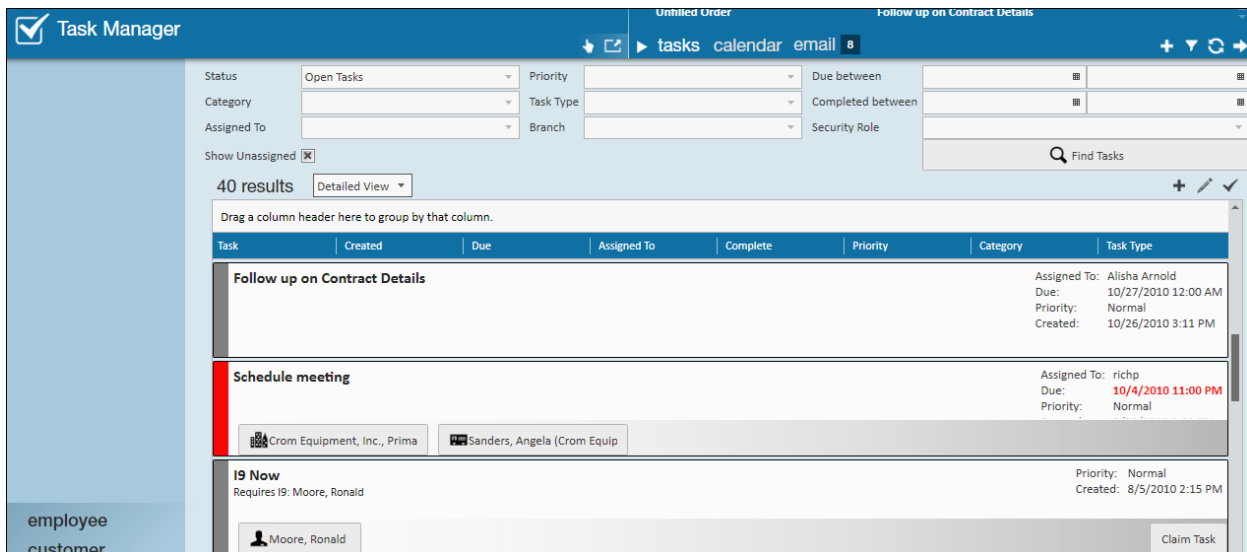 Unfilled Order Follow up on Contract Details
Task Manager
tasks calendar email 8
Status Open Tasks Priority Due between
Category Task Type Completed between
Assigned To Branch Security Role
Show Unassigned Find Tasks
40 results Detailed View
Drag a column header here to group by that column.
Task Created Due Assigned To Complete Priority Category Task Type
Follow up on Contract Details Assigned To: Alisha Arnold
Due: 10/27/2010 12:00 AM
Priority: Normal
Created: 10/26/2010 3:11 PM
Schedule meeting Assigned To: richp
Due: 10/4/2010 11:00 PM
Priority: Normal
Crom Equipment, Inc., Prima Sanders, Angela (Crom Equip
I9 Now Priority: Normal
Requires I9: Moore, Ronald Created: 8/5/2010 2:15 PM
employee
Moore, Ronald Claim Task
customer